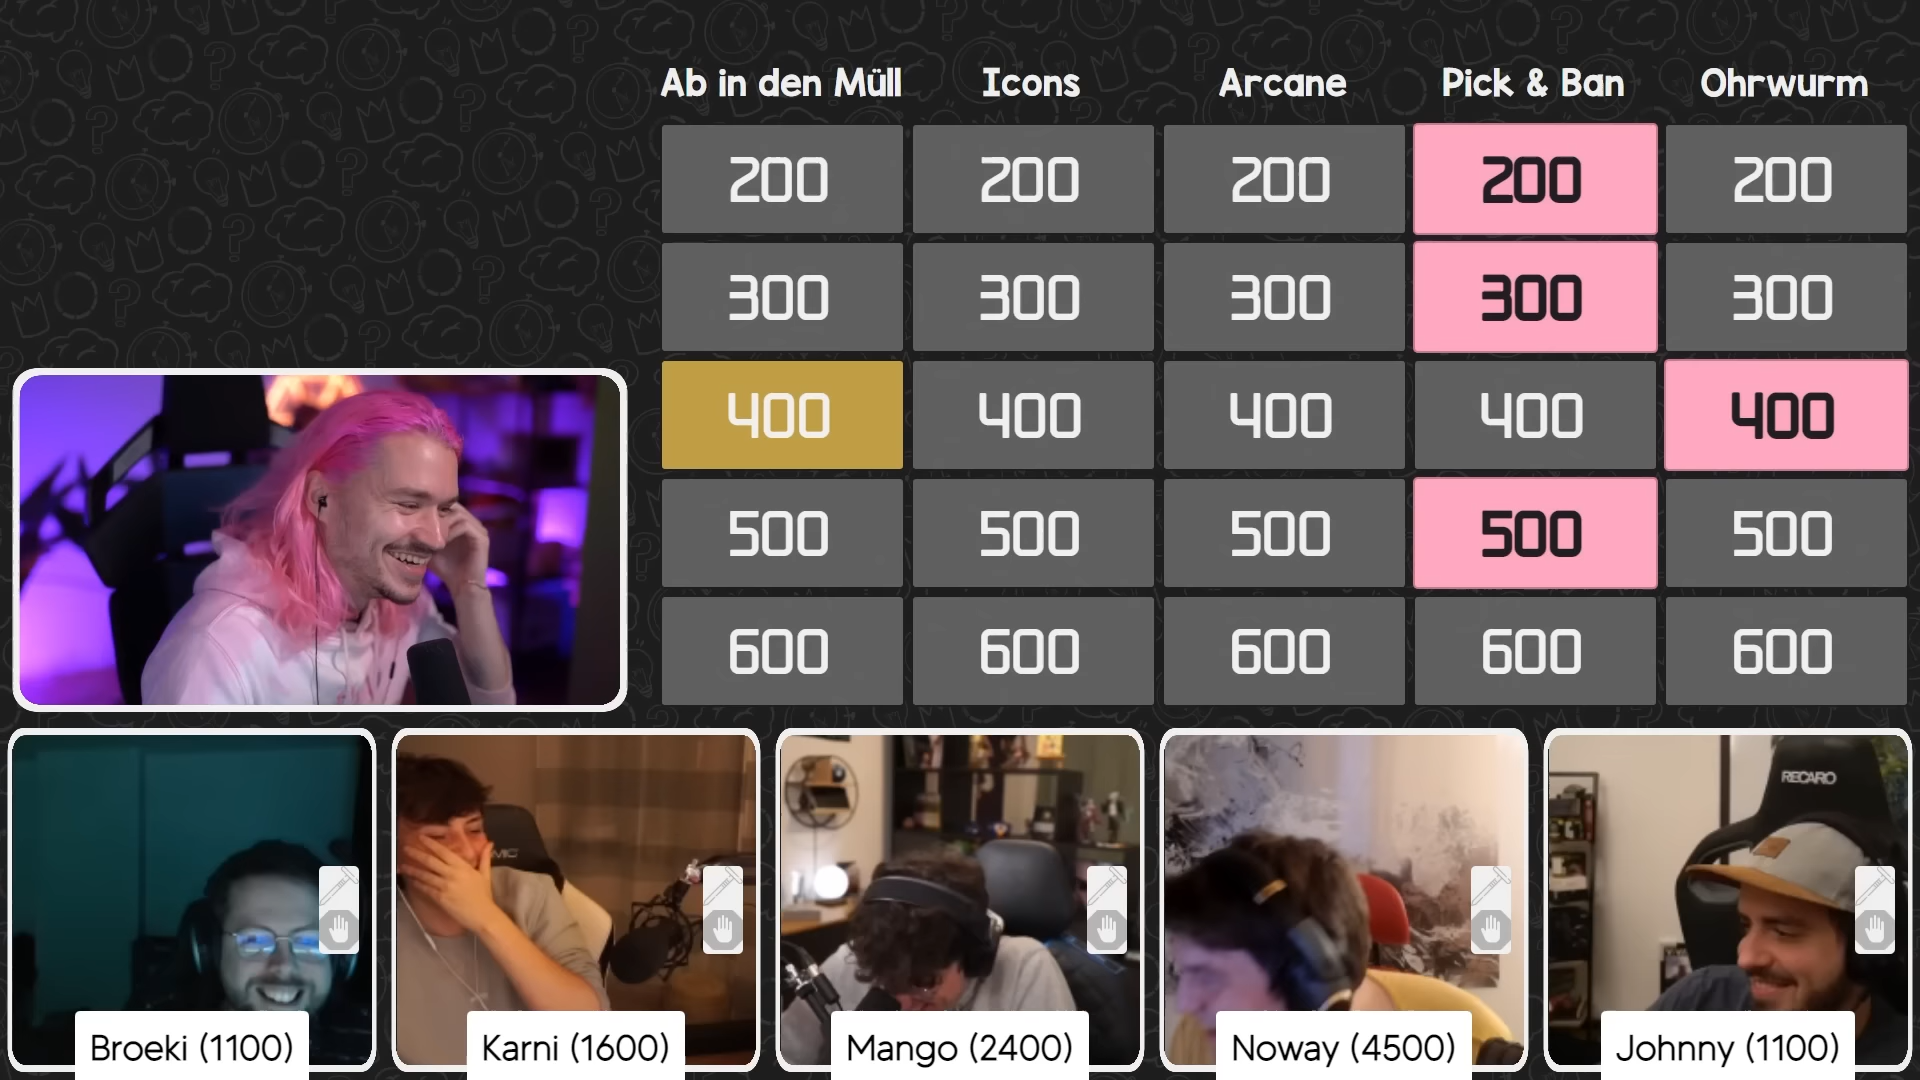 Ab in den Müll Icons Arcane Pick & Ban Ohrwurm
200 200 200 200 200
300 300 300 300 300
400 400 400 400 400
500 500 500 500 500
600 600 600 600 600
RECARO
Broeki (1100) Karni (1600) Mango (2400) Noway (4500) Johnny (1100)